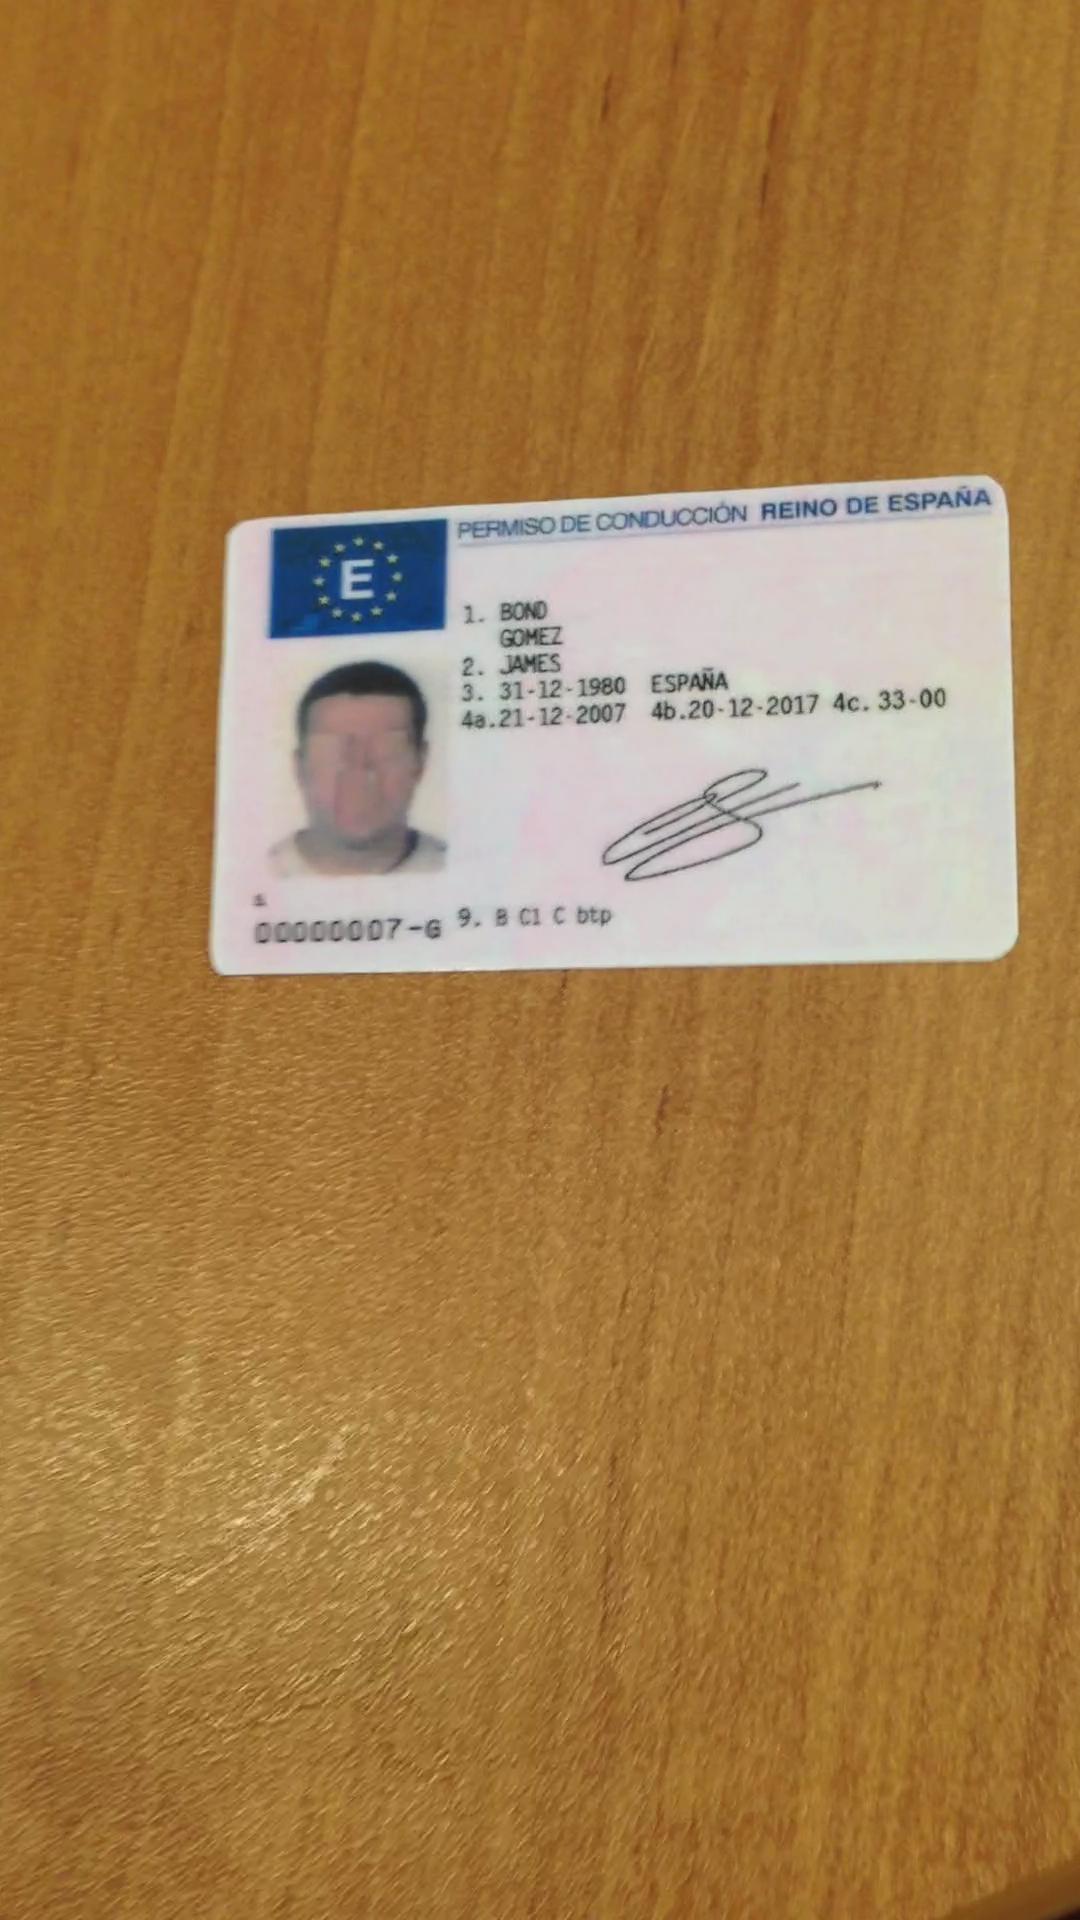 PERMISO DE CONDUCCIÓN REINO DE ESPAÑA
E
1. BOND
GOMEZ
2. JAMES
3. 31-12-1980 ESPAÑA
4a.21-12-2007 4b.20-12-2017 4c.33-00
5.
00000007-G
9. B C1 C btp